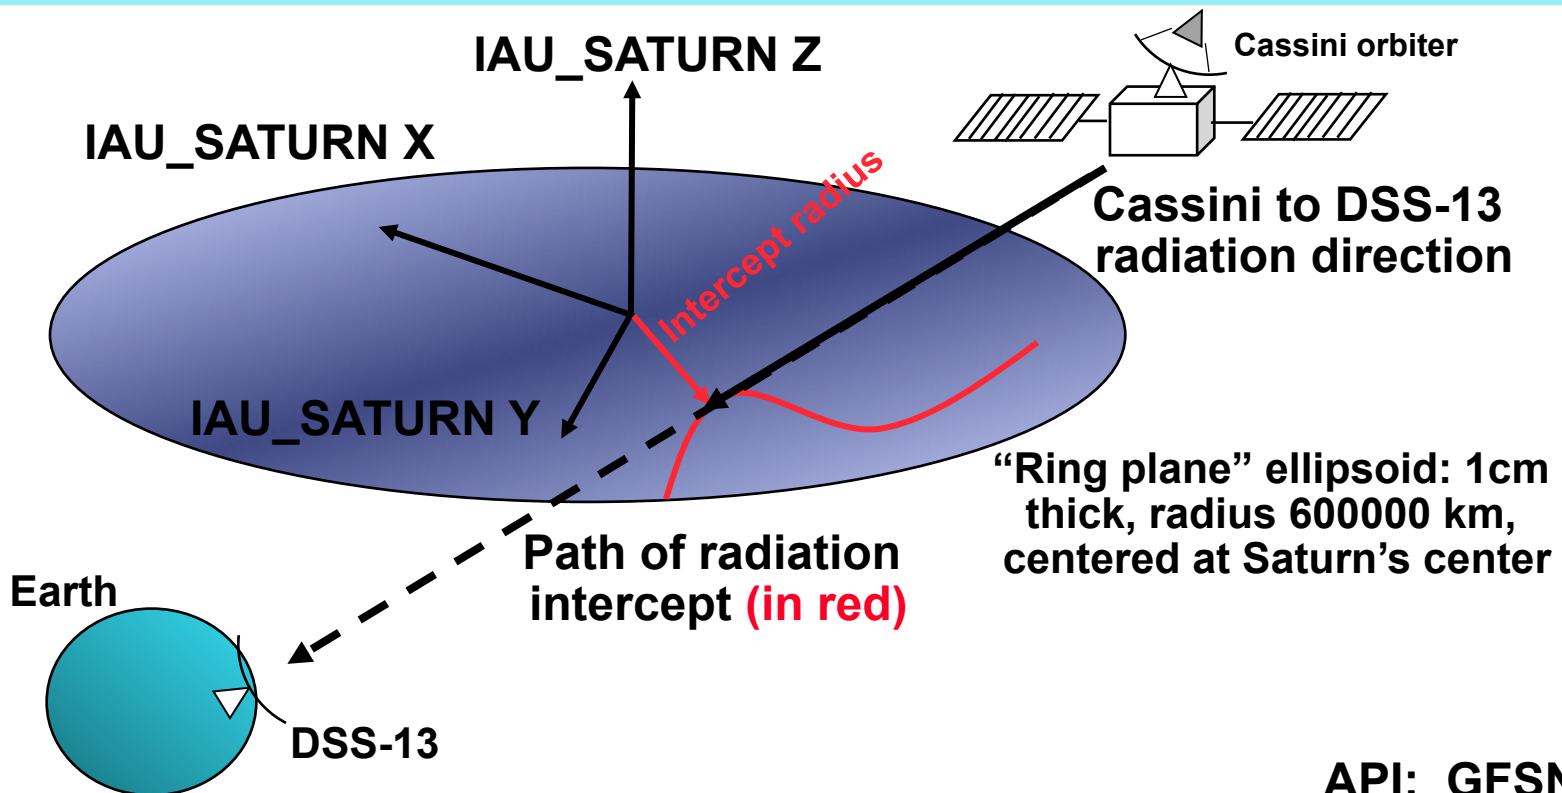 IAU_SATURN Z
Cassini orbiter
IAU_SATURN X
Intercept radius
Cassini to DSS-13
radiation direction
IAU_SATURN Y
"Ring plane" ellipsoid: 1cm
thick, radius 600000 km,
centered at Saturn's center
Path of radiation
intercept (in red)
Earth
DSS-13
API: